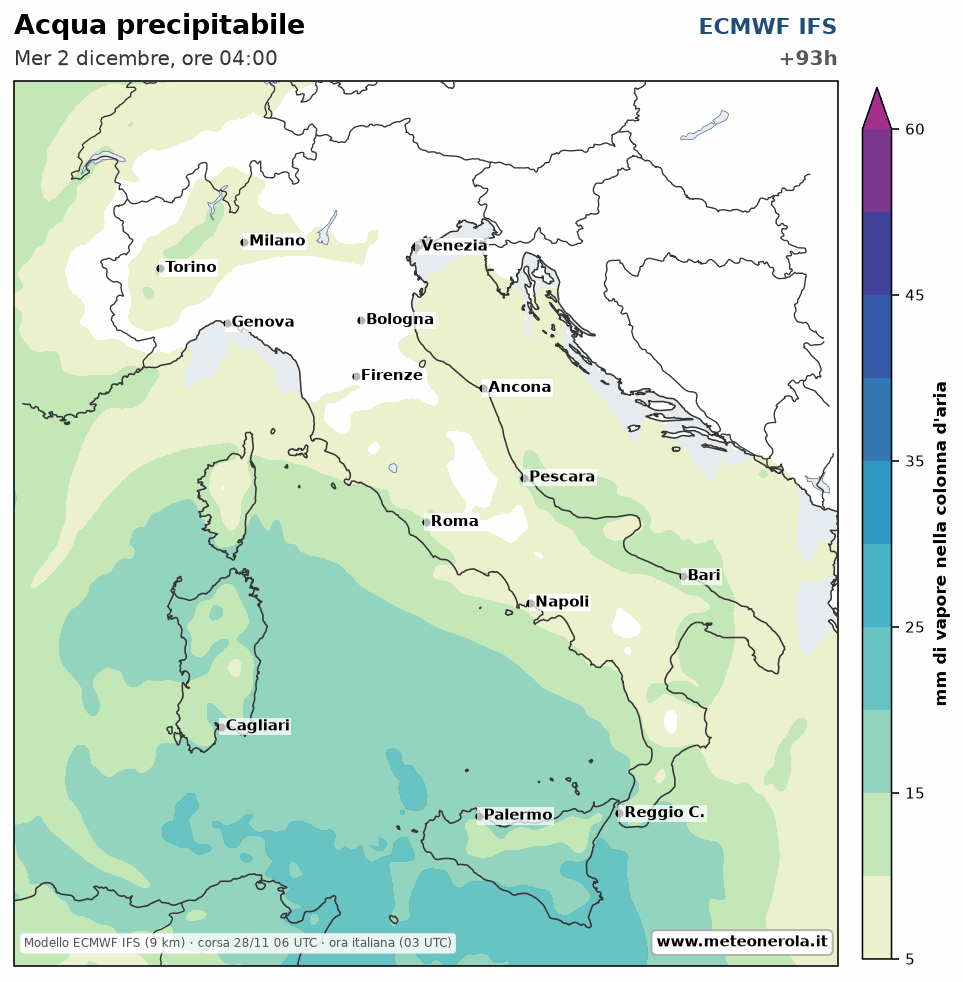 Acqua precipitabile
ECMWF IFS
Mer 2 dicembre, ore 04:00
+93h
60
45
35
25
15
5
mm di vapore nella colonna d'aria
Milano
Venezia
Torino
Genova
Bologna
Firenze
Ancona
Pescara
Roma
Bari
Napoli
Cagliari
Palermo
Reggio C.
Modello ECMWF IFS (9 km) · corsa 28/11 06 UTC · ora italiana (03 UTC)
www.meteonerola.it